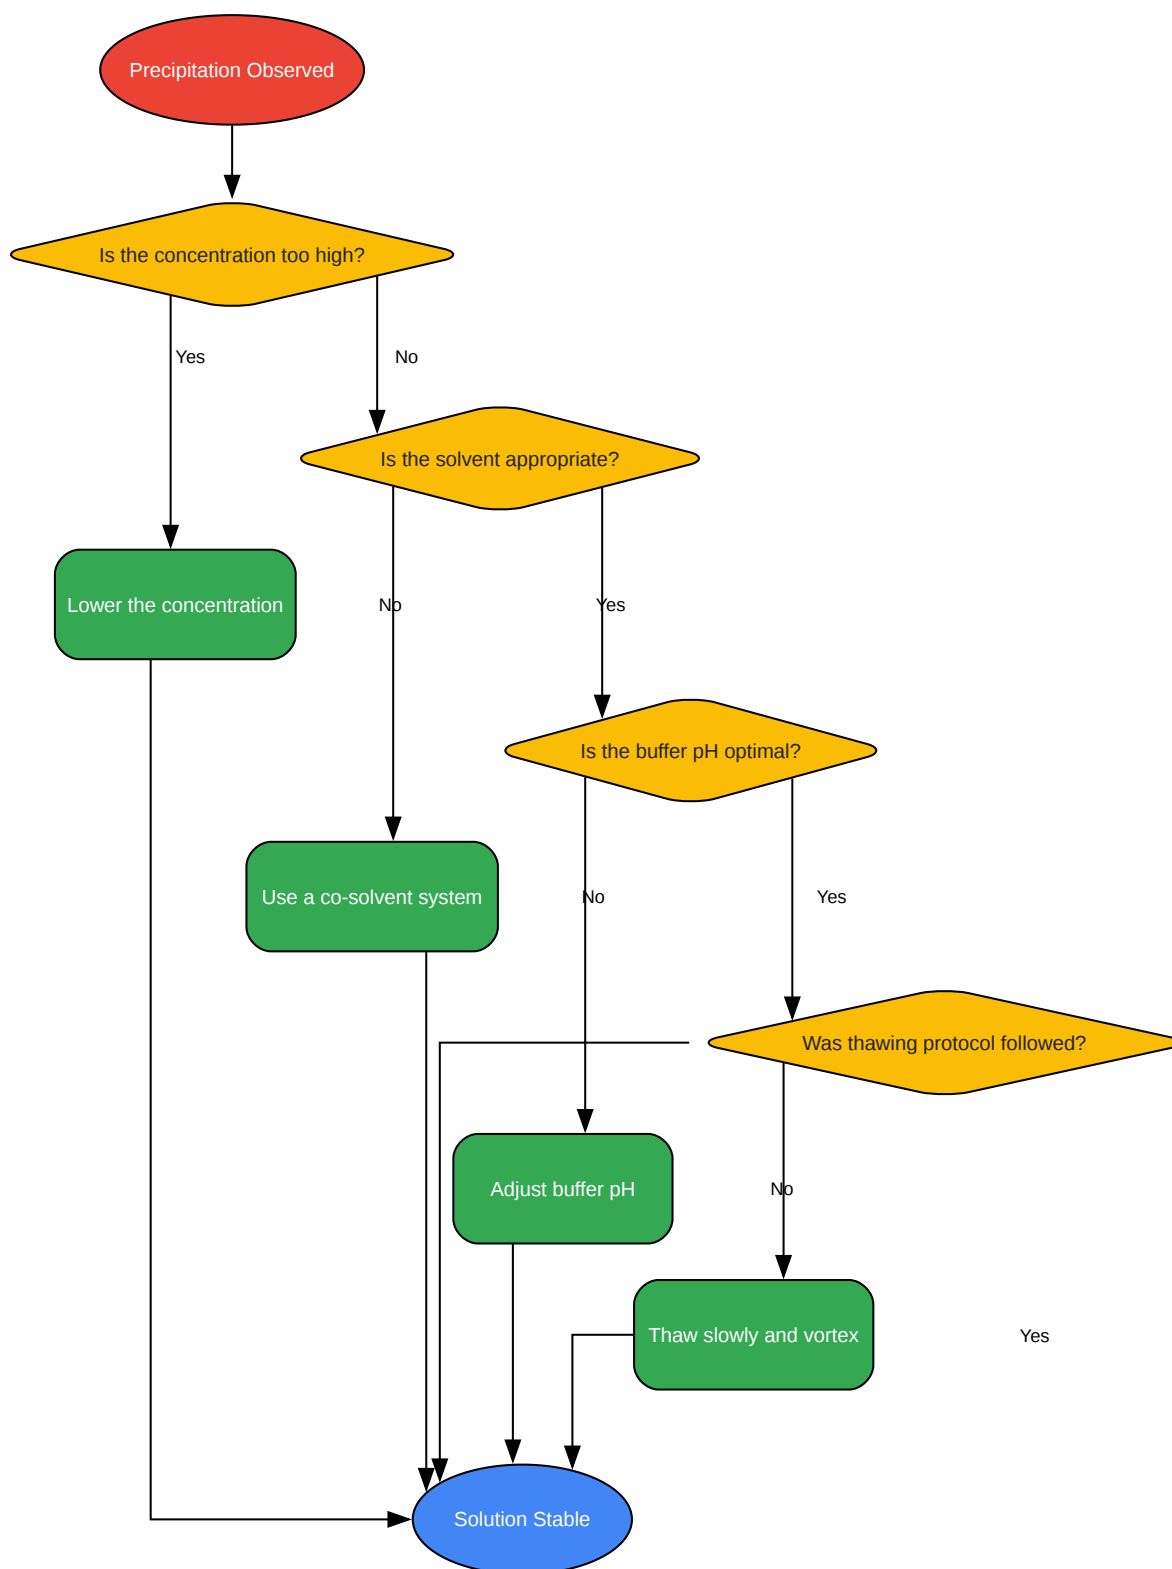 Precipitation Observed
Is the concentration too high?
Yes
No
Is the solvent appropriate?
Lower the concentration
No
Yes
Is the buffer pH optimal?
Use a co-solvent system
No
Yes
Was thawing protocol followed?
Adjust buffer pH
No
Thaw slowly and vortex
Yes
Solution Stable